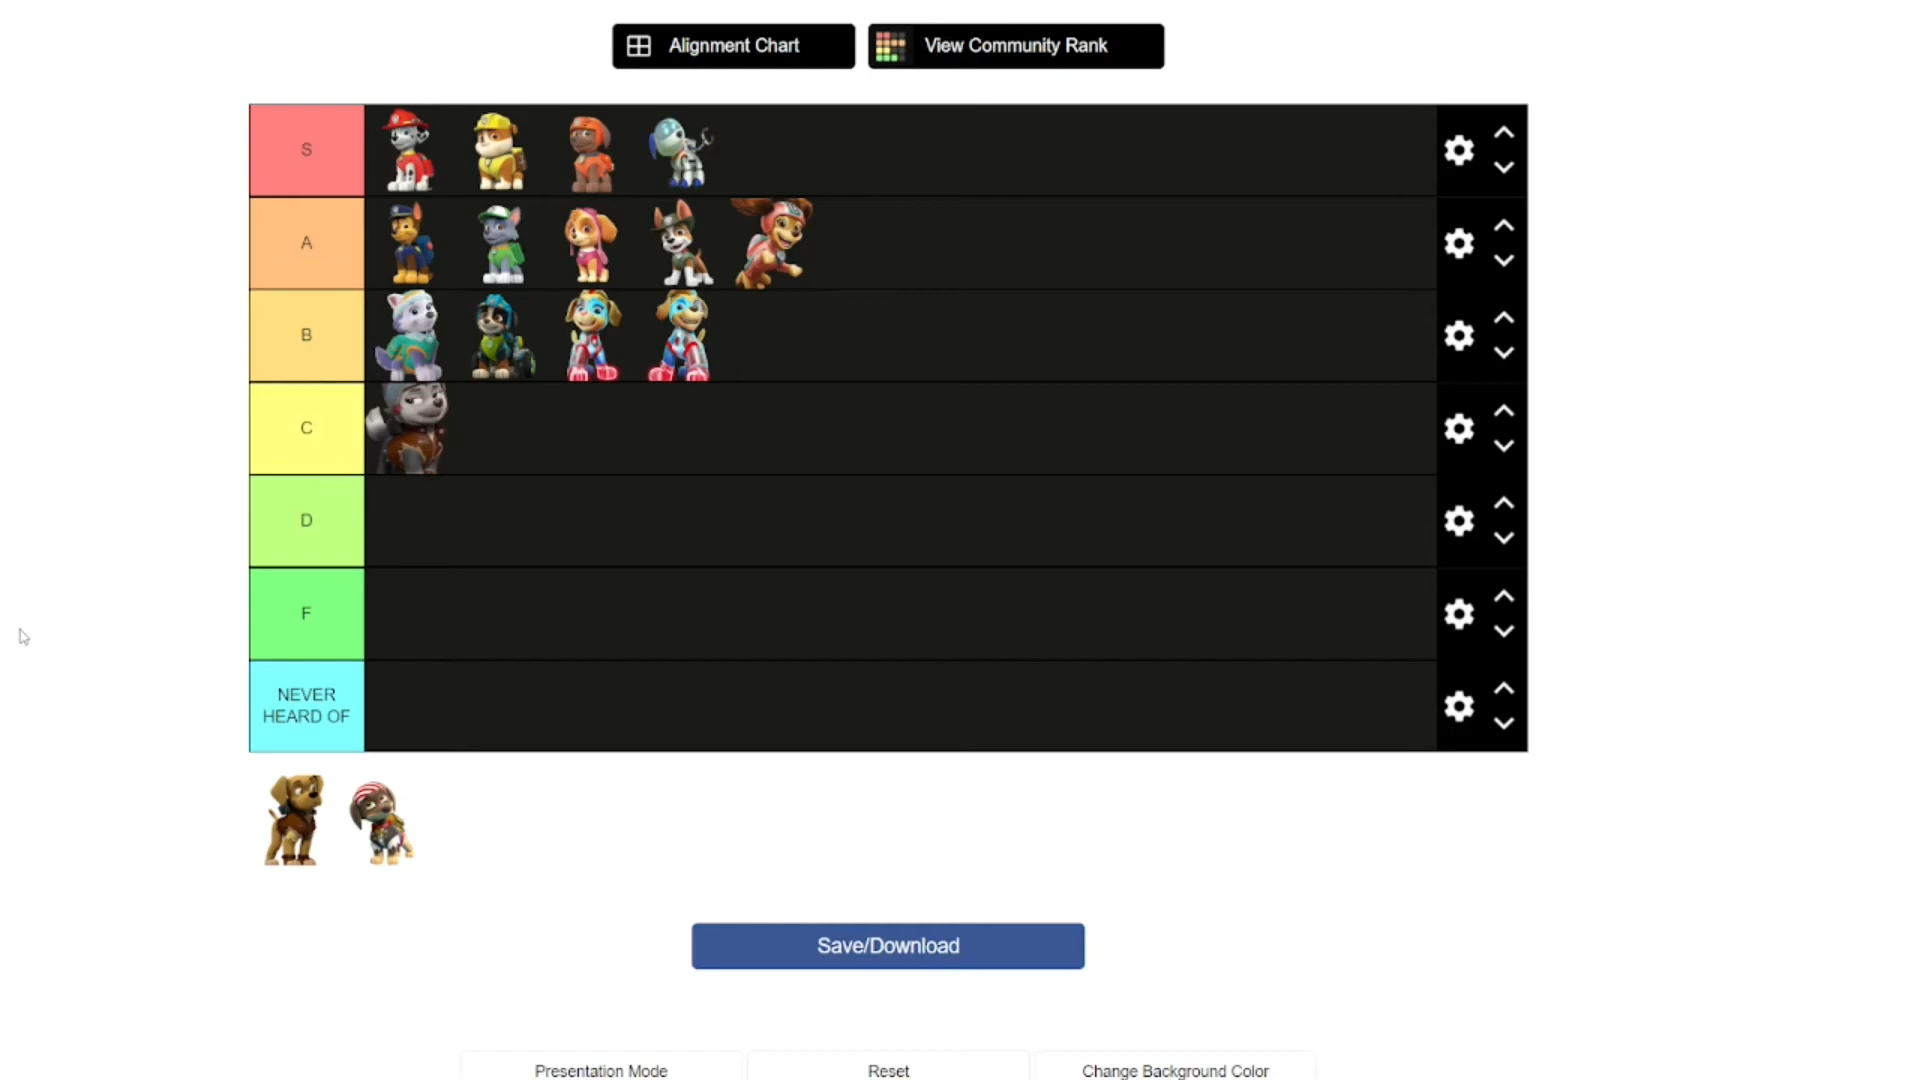 Alignment Chart
View Community Rank
S
A
B
C
D
F
NEVER
HEARD OF
Save/Download
Presentation Mode
Reset
Change Background Color